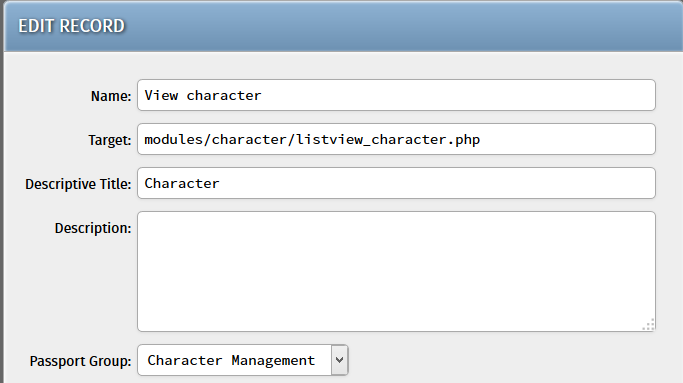 EDIT RECORD
Name: View character
Target: modules/character/listview_character.php
Descriptive Title: Character
Description:
Passport Group: Character Management